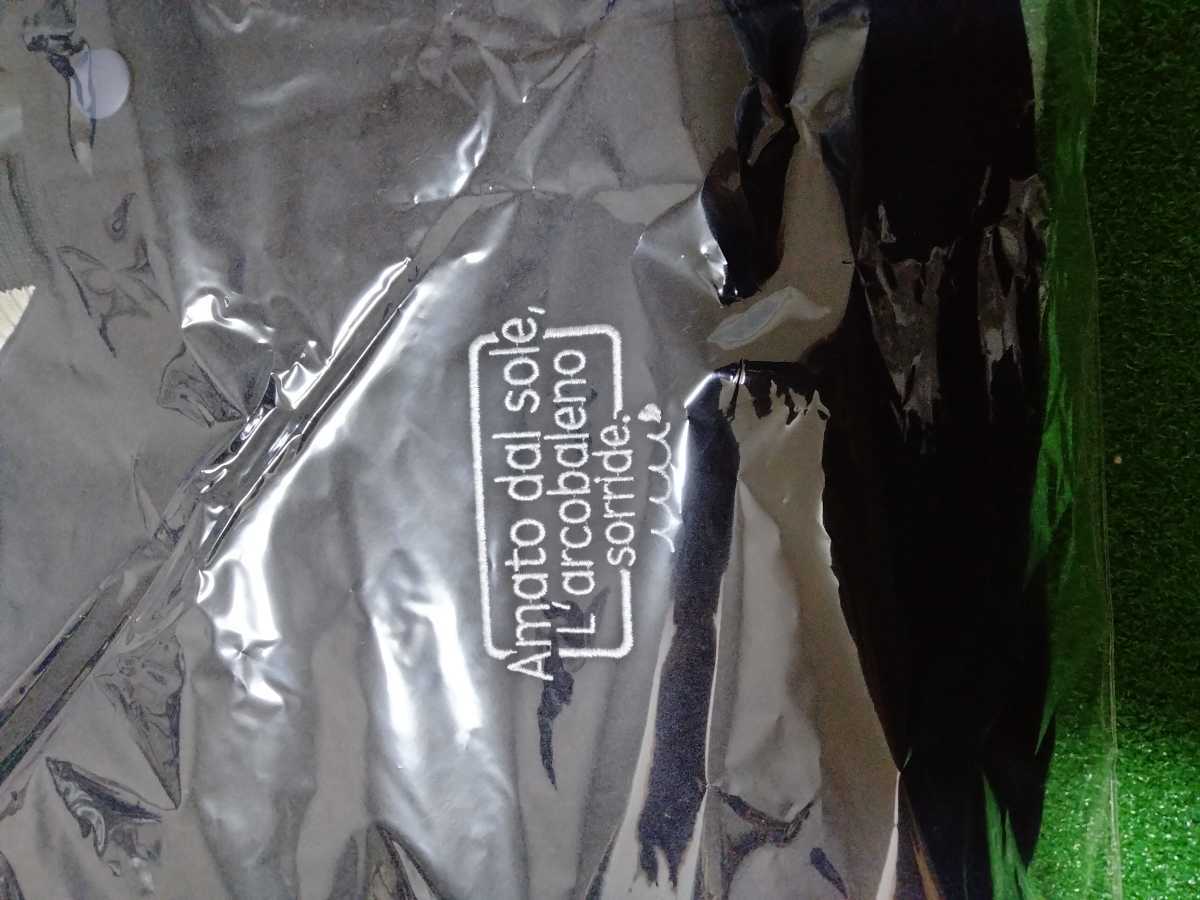 Amato dal sole,
L'arcobaleno
sorride.